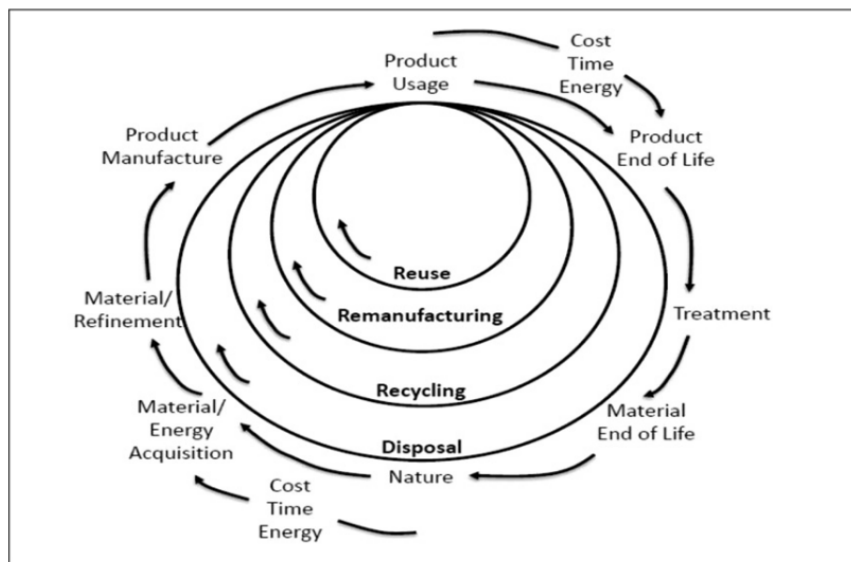 Product
Usage
Cost
Time
Energy
Product
Manufacture
Product
End of Life
Reuse
Material/
Refinement
Remanufacturing
Treatment
Recycling
Material/
Energy
Acquisition
Material
End of Life
Disposal
Nature
Cost
Time
Energy